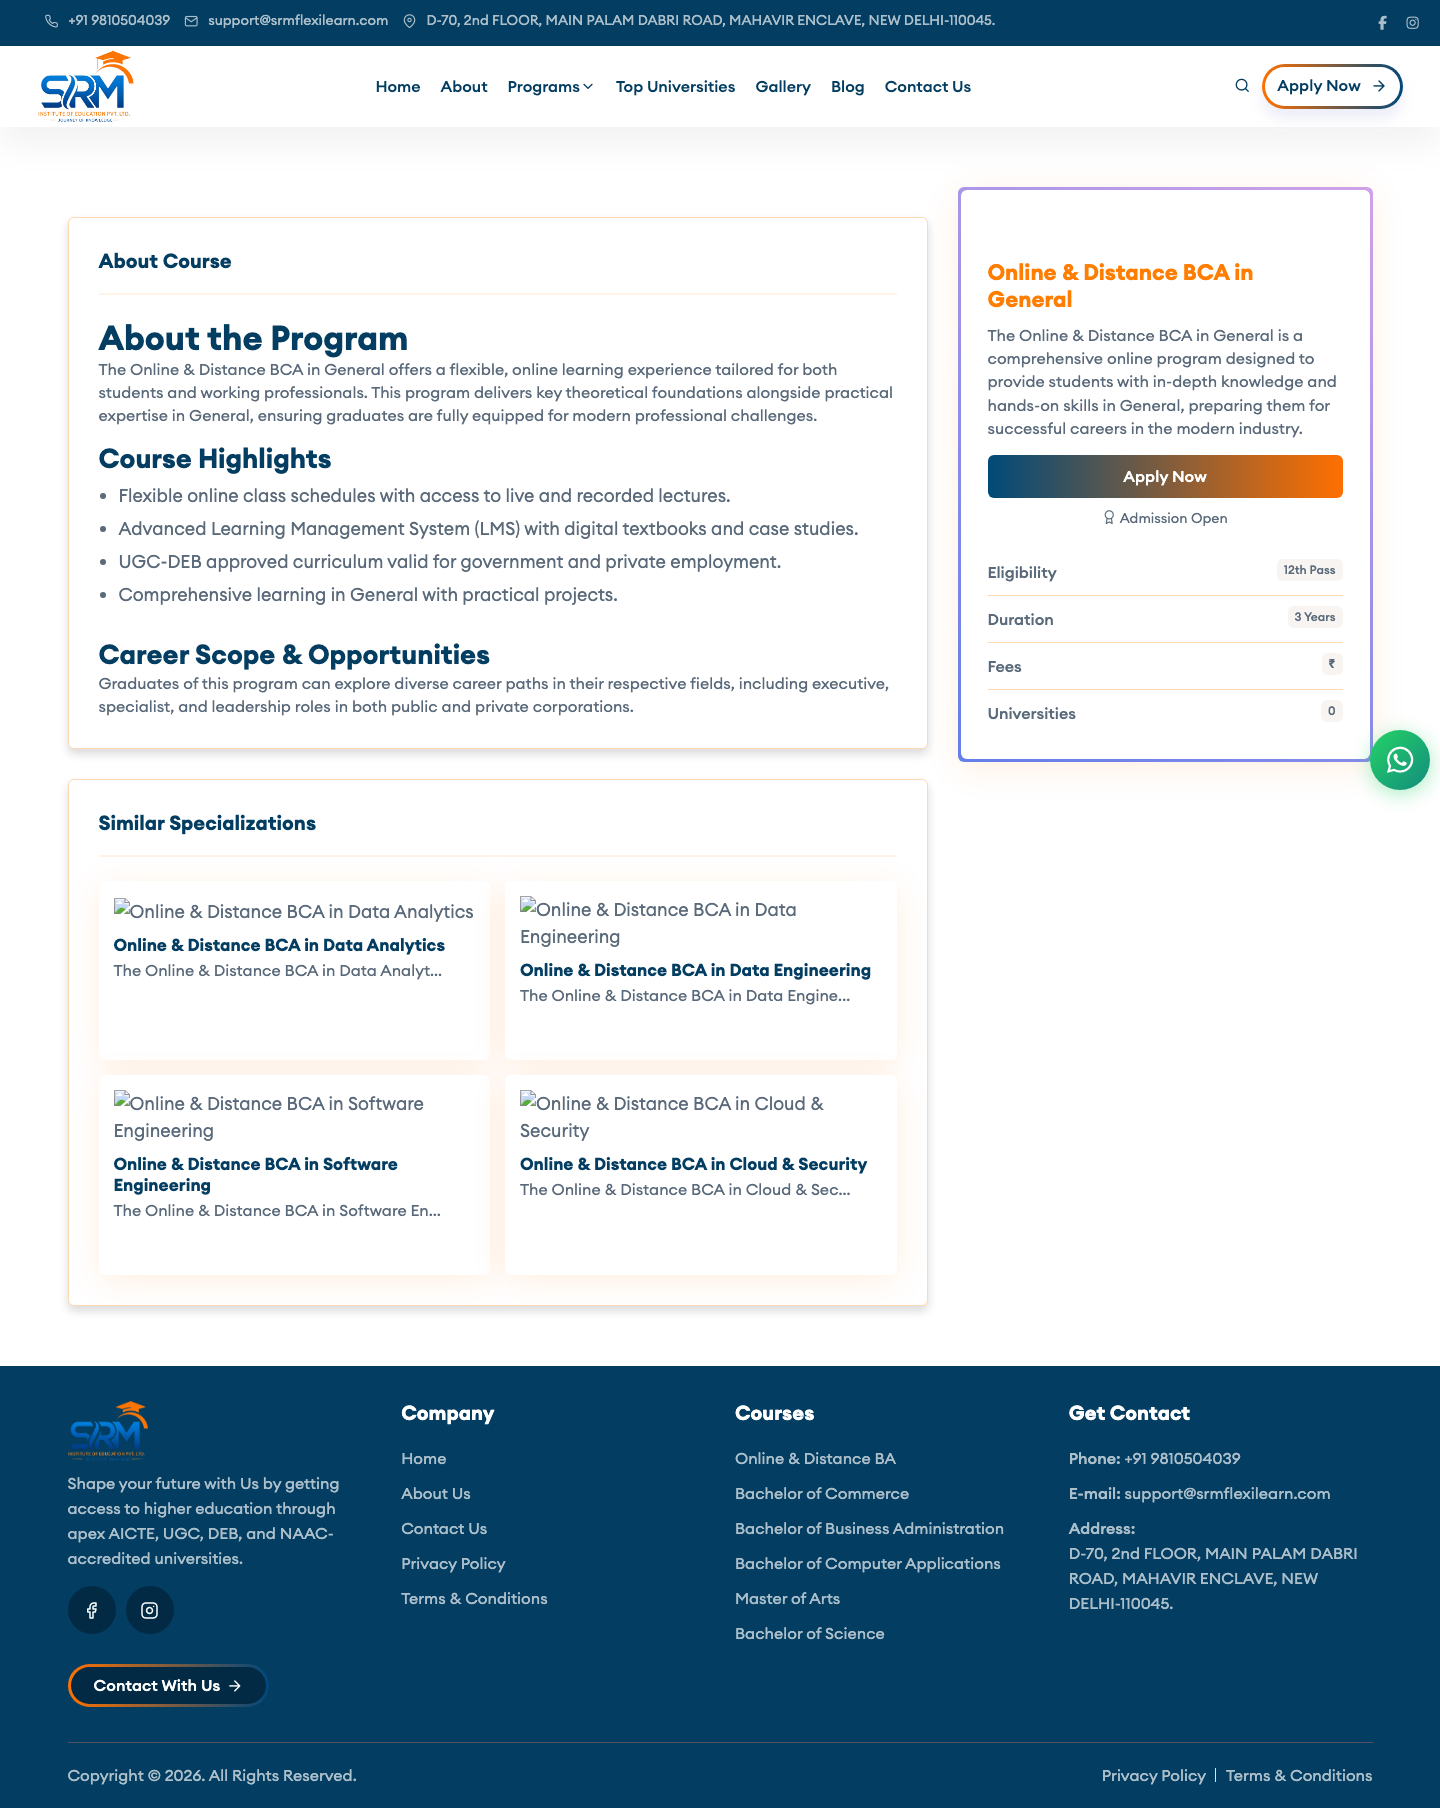 +91 9810504039 support@srmflexilearn.com D-70, 2nd FLOOR, MAIN PALAM DABRI ROAD, MAHAVIR ENCLAVE, NEW DELHI-110045.
SRM
INSTITUTE OF EDUCATION PVT. LTD.
JOURNEY OF KNOWLEDGE
Home About Programs Top Universities Gallery Blog Contact Us
Apply Now
About Course
About the Program
The Online & Distance BCA in General offers a flexible, online learning experience tailored for both
students and working professionals. This program delivers key theoretical foundations alongside practical
expertise in General, ensuring graduates are fully equipped for modern professional challenges.
Course Highlights
• Flexible online class schedules with access to live and recorded lectures.
• Advanced Learning Management System (LMS) with digital textbooks and case studies.
• UGC-DEB approved curriculum valid for government and private employment.
• Comprehensive learning in General with practical projects.
Career Scope & Opportunities
Graduates of this program can explore diverse career paths in their respective fields, including executive,
specialist, and leadership roles in both public and private corporations.
Online & Distance BCA in
General
The Online & Distance BCA in General is a
comprehensive online program designed to
provide students with in-depth knowledge and
hands-on skills in General, preparing them for
successful careers in the modern industry.
Apply Now
Admission Open
Eligibility 12th Pass
Duration 3 Years
Fees ₹
Universities 0
Similar Specializations
Online & Distance BCA in Data Analytics
Online & Distance BCA in Data Analytics
The Online & Distance BCA in Data Analyt...
Online & Distance BCA in Data
Engineering
Online & Distance BCA in Data Engineering
The Online & Distance BCA in Data Engine...
Online & Distance BCA in Software
Engineering
Online & Distance BCA in Software
Engineering
The Online & Distance BCA in Software En...
Online & Distance BCA in Cloud &
Security
Online & Distance BCA in Cloud & Security
The Online & Distance BCA in Cloud & Sec...
SRM
INSTITUTE OF EDUCATION PVT. LTD.
Shape your future with Us by getting
access to higher education through
apex AICTE, UGC, DEB, and NAAC-
accredited universities.
Contact With Us
Company
Home
About Us
Contact Us
Privacy Policy
Terms & Conditions
Courses
Online & Distance BA
Bachelor of Commerce
Bachelor of Business Administration
Bachelor of Computer Applications
Master of Arts
Bachelor of Science
Get Contact
Phone: +91 9810504039
E-mail: support@srmflexilearn.com
Address:
D-70, 2nd FLOOR, MAIN PALAM DABRI
ROAD, MAHAVIR ENCLAVE, NEW
DELHI-110045.
Copyright © 2026. All Rights Reserved.
Privacy Policy | Terms & Conditions